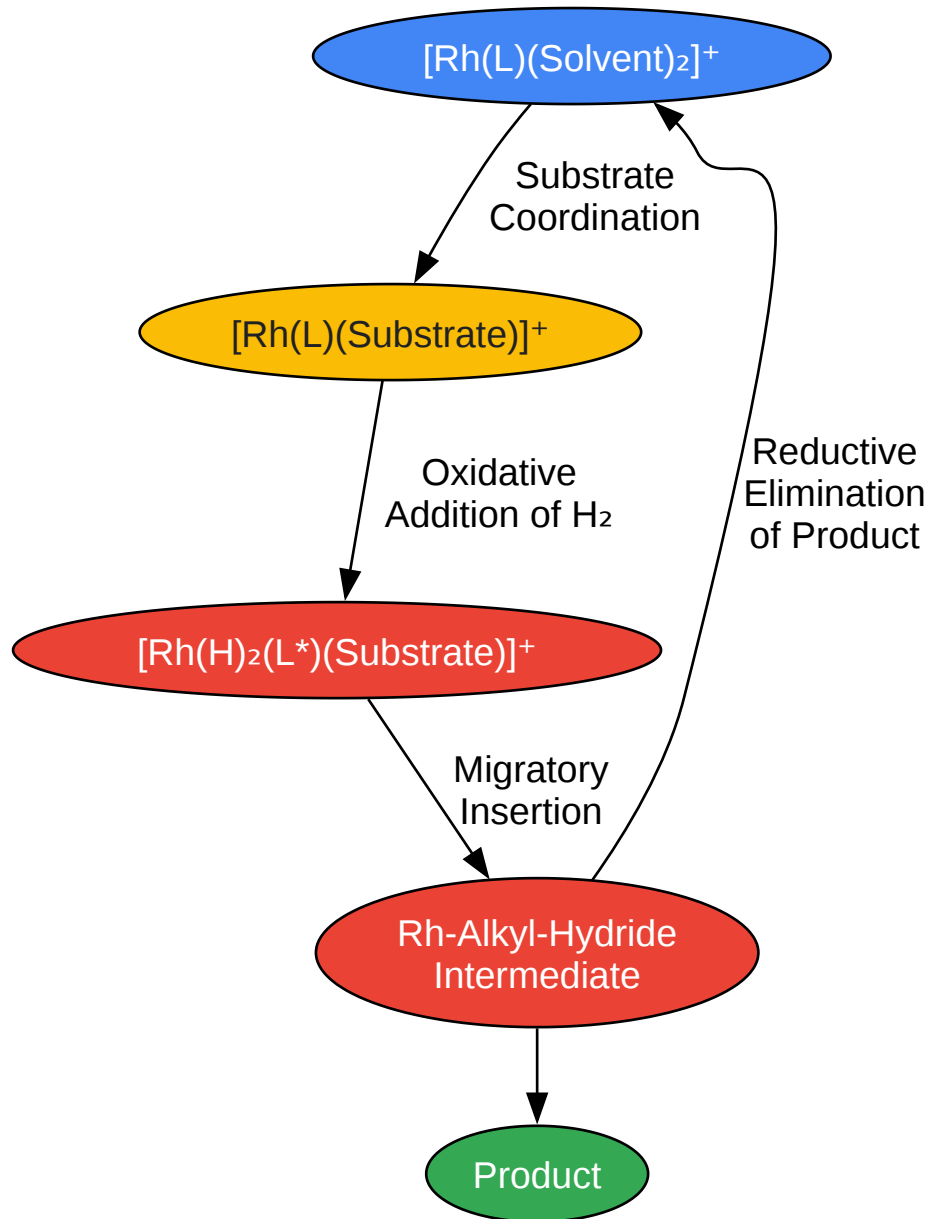 [Rh(L)(Solvent)₂]⁺
Substrate
Coordination
[Rh(L)(Substrate)]⁺
Oxidative
Addition of H₂
Reductive
Elimination
of Product
[Rh(H)₂(L*)(Substrate)]⁺
Migratory
Insertion
Rh-Alkyl-Hydride
Intermediate
Product